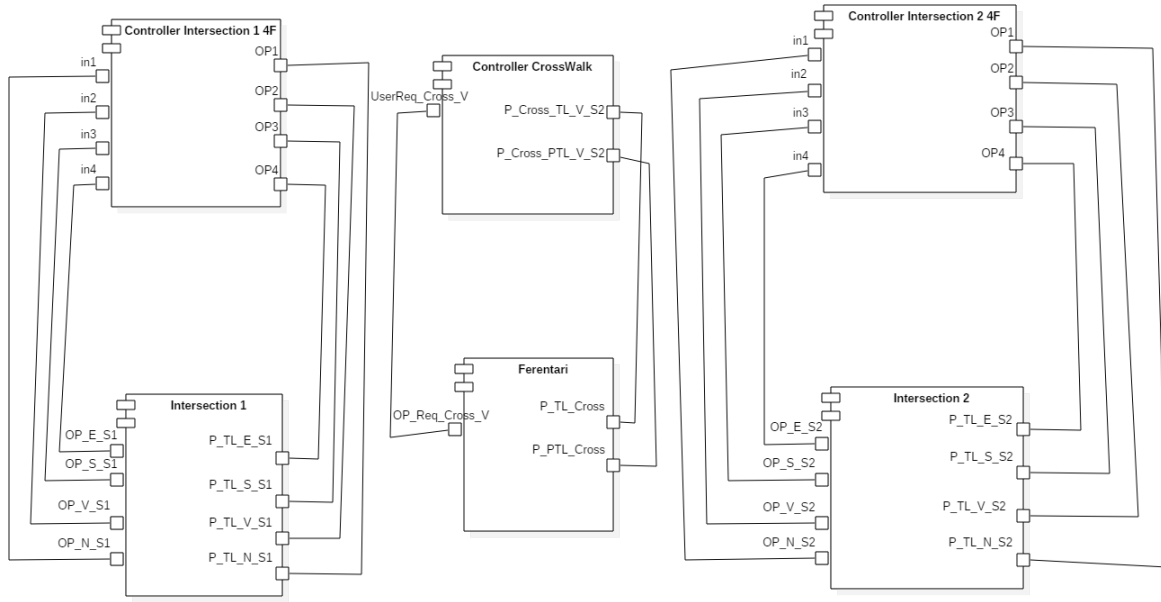 Controller Intersection 1 4F
in1
in2
in3
in4
OP1
OP2
OP3
OP4
Controller CrossWalk
UserReq_Cross_V
P_Cross_TL_V_S2
P_Cross_PTL_V_S2
Controller Intersection 2 4F
in1
in2
in3
in4
OP1
OP2
OP3
OP4
Intersection 1
OP_E_S1
OP_S_S1
OP_V_S1
OP_N_S1
P_TL_E_S1
P_TL_S_S1
P_TL_V_S1
P_TL_N_S1
Ferentari
OP_Req_Cross_V
P_TL_Cross
P_PTL_Cross
Intersection 2
OP_E_S2
OP_S_S2
OP_V_S2
OP_N_S2
P_TL_E_S2
P_TL_S_S2
P_TL_V_S2
P_TL_N_S2